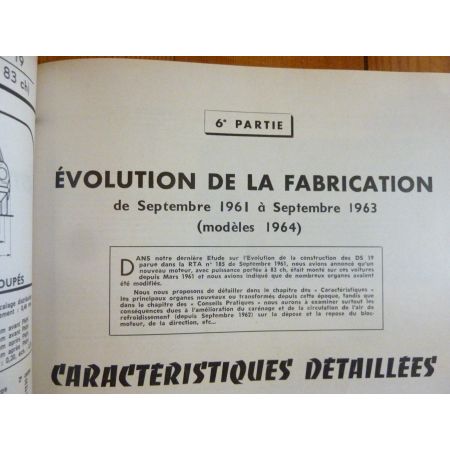 19
83 ch)
OUPÉS
6e PARTIE
ÉVOLUTION DE LA FABRICATION
de Septembre 1961 à Septembre 1963
(modèles 1964)
DANS notre dernière Etude sur l'Evolution de la construction des DS 19
parue dans la RTA n° 185 de Septembre 1961, nous avions annoncé qu'un
nouveau moteur, avec puissance portée à 83 ch, était monté sur ces voitures
depuis Mars 1961 et nous avions indiqué que de nombreux organes avaient
été modifiés.
Nous nous proposons de détailler dans le chapitre des « Caractéristiques »
les principaux organes nouveaux ou transformés depuis cette époque, tandis que
dans le chapitre des « Conseils Pratiques » nous aurons à examiner surtout les
conséquences dues à l'amélioration du carénage et de la circulation de l'air de
refroidissement (depuis Septembre 1962) sur la dépose et la repose du bloc-
moteur, de la direction, etc...
CARACTÉRISTIQUES DÉTAILLÉES